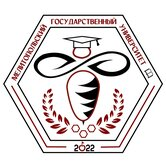 МЕЛИТОПОЛЬСКИЙ
ГОСУДАРСТВЕННЫЙ
УНИВЕРСИТЕТ
2022